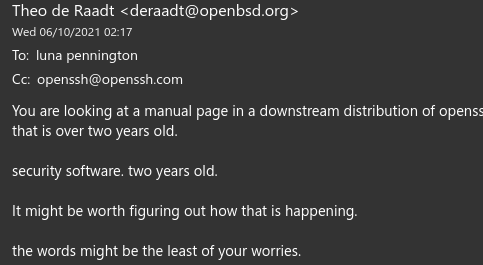 Theo de Raadt <deraadt@openbsd.org>
Wed 06/10/2021 02:17
To: luna pennington
Cc: openssh@openssh.com
You are looking at a manual page in a downstream distribution of openss
that is over two years old.
security software. two years old.
It might be worth figuring out how that is happening.
the words might be the least of your worries.